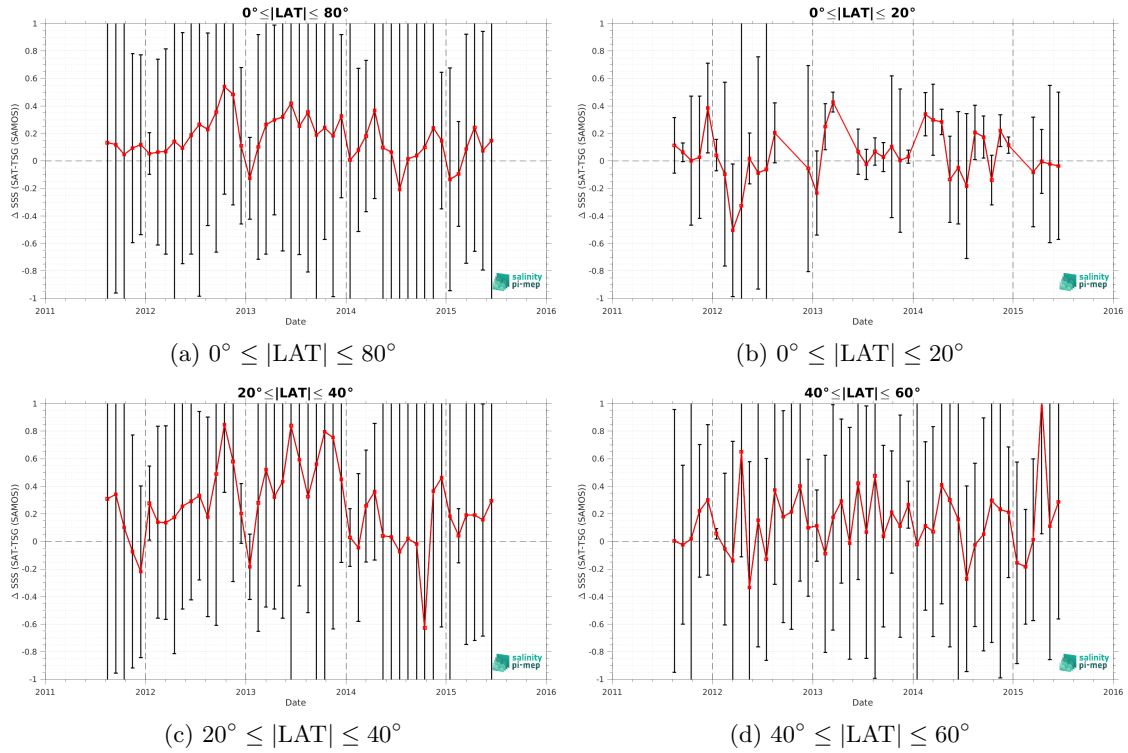 0°≤|LAT|≤ 80°
Δ SSS (SAT-TSG (SAMOS))
1
0.8
0.6
0.4
0.2
0
-0.2
-0.4
-0.6
-0.8
-1
2011 2012 2013 2014 2015 2016
Date
salinity
pi-mep
(a) 0° ≤ |LAT| ≤ 80°
0°≤|LAT|≤ 20°
Δ SSS (SAT-TSG (SAMOS))
1
0.8
0.6
0.4
0.2
0
-0.2
-0.4
-0.6
-0.8
-1
2011 2012 2013 2014 2015 2016
Date
salinity
pi-mep
(b) 0° ≤ |LAT| ≤ 20°
20°≤|LAT|≤ 40°
Δ SSS (SAT-TSG (SAMOS))
1
0.8
0.6
0.4
0.2
0
-0.2
-0.4
-0.6
-0.8
-1
2011 2012 2013 2014 2015 2016
Date
salinity
pi-mep
(c) 20° ≤ |LAT| ≤ 40°
40°≤|LAT|≤ 60°
Δ SSS (SAT-TSG (SAMOS))
1
0.8
0.6
0.4
0.2
0
-0.2
-0.4
-0.6
-0.8
-1
2011 2012 2013 2014 2015 2016
Date
salinity
pi-mep
(d) 40° ≤ |LAT| ≤ 60°